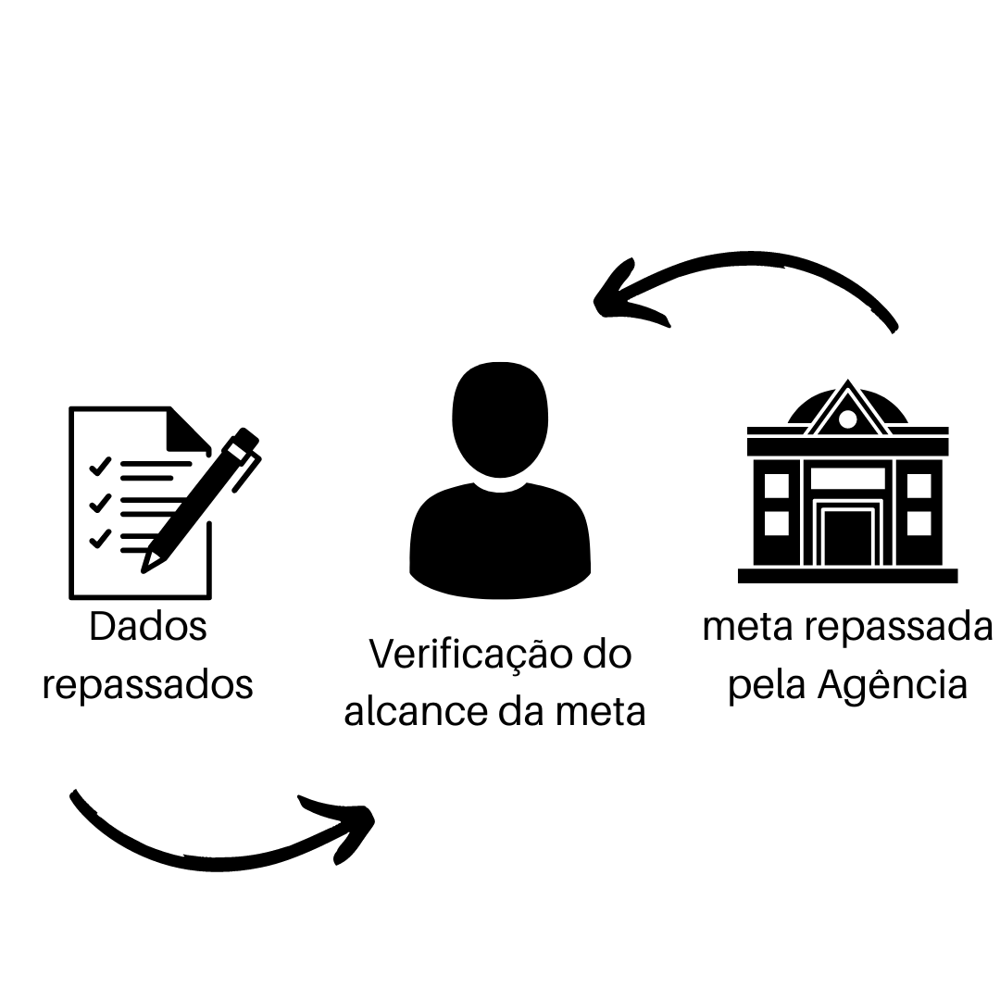 Dados
repassados
Verificação do
alcance da meta
meta repassada
pela Agência